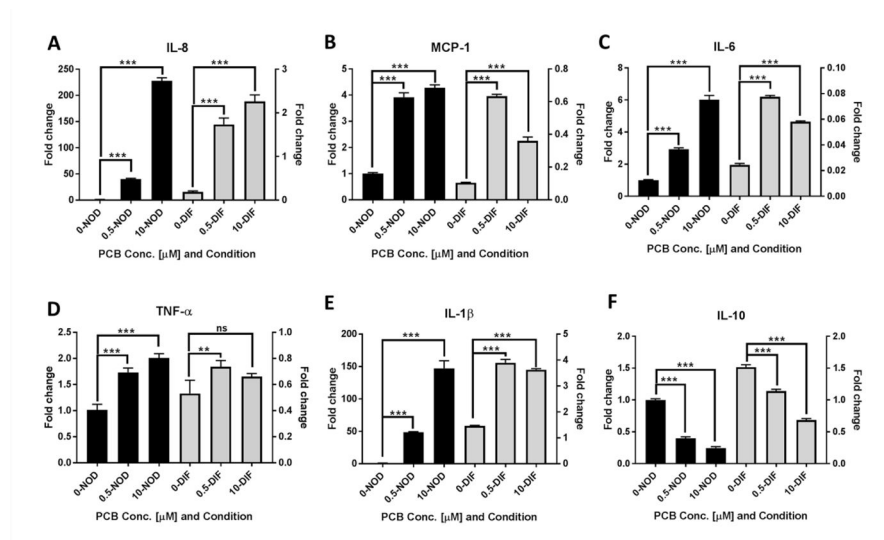 A
IL-8
Fold change
250
200
150
100
50
0
***
***
***
***
3
2
1
0
Fold change
0-NOD
0.5-NOD
10-NOD
0-DIF
0.5-DIF
10-DIF
PCB Conc. [μM] and Condition
B
MCP-1
Fold change
5
4
3
2
1
0
***
***
***
***
0.8
0.6
0.4
0.2
0.0
Fold change
0-NOD
0.5-NOD
10-NOD
0-DIF
0.5-DIF
10-DIF
PCB Conc. [μM] and Condition
C
IL-6
Fold change
8
6
4
2
0
***
***
***
***
0.10
0.08
0.06
0.04
0.02
0.00
Fold change
0-NOD
0.5-NOD
10-NOD
0-DIF
0.5-DIF
10-DIF
PCB Conc. [μM] and Condition
D
TNF-α
Fold change
2.5
2.0
1.5
1.0
0.5
0.0
***
***
ns
**
1.0
0.8
0.6
0.4
0.2
0.0
Fold change
0-NOD
0.5-NOD
10-NOD
0-DIF
0.5-DIF
10-DIF
PCB Conc. [μM] and Condition
E
IL-1β
Fold change
200
150
100
50
0
***
***
***
***
5
4
3
2
1
0
Fold change
0-NOD
0.5-NOD
10-NOD
0-DIF
0.5-DIF
10-DIF
PCB Conc. [μM] and Condition
F
IL-10
Fold change
1.5
1.0
0.5
0.0
***
***
***
***
2.0
1.5
1.0
0.5
0.0
Fold change
0-NOD
0.5-NOD
10-NOD
0-DIF
0.5-DIF
10-DIF
PCB Conc. [μM] and Condition